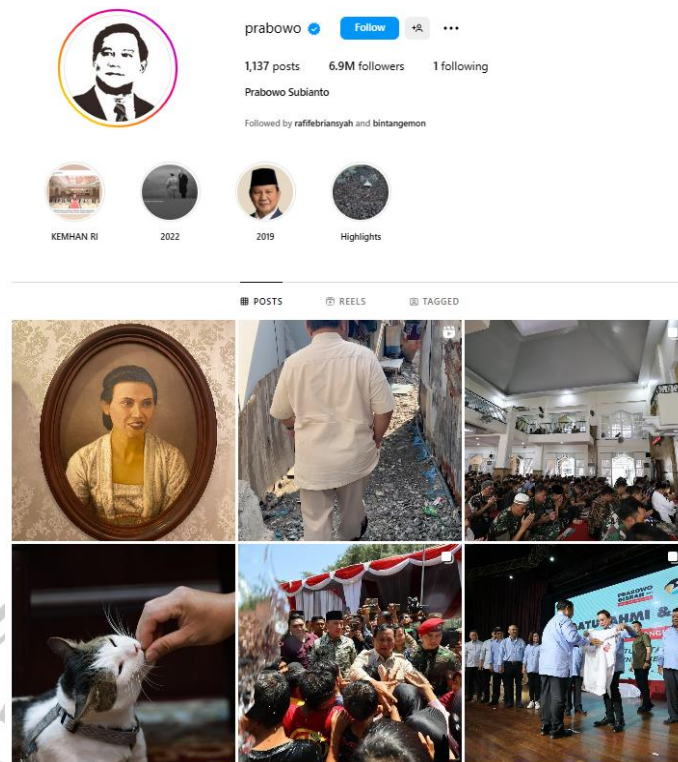 prabowo Follow
1,137 posts 6.9M followers 1 following
Prabowo Subianto
Followed by rafifebriansyah and bintangemon
KEMHAN RI 2022 2019 Highlights
POSTS REELS TAGGED
PRABOWO
GIBRAN